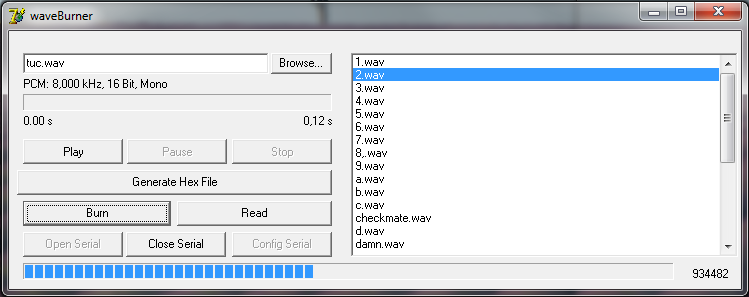 waveBurner
tuc.wav
Browse...
PCM: 8,000 kHz, 16 Bit, Mono
0.00 s
0,12 s
Play
Pause
Stop
Generate Hex File
Burn
Read
Open Serial
Close Serial
Config Serial
1.wav
2.wav
3.wav
4.wav
5.wav
6.wav
7.wav
8,.wav
9.wav
a.wav
b.wav
c.wav
checkmate.wav
d.wav
damn.wav
934482